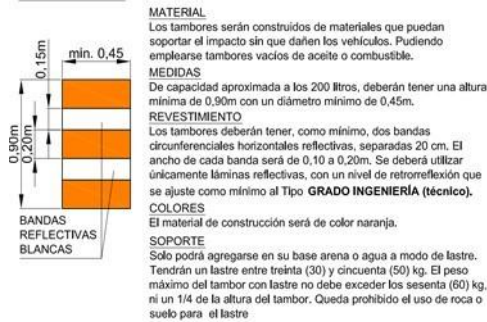 MATERIAL
Los tambores serán construidos de materiales que puedan
soportar el impacto sin que dañen los vehículos. Pudiendo
emplearse tambores vacíos de aceite o combustible.
MEDIDAS
De capacidad aproximada a los 200 litros, deberán tener una altura
mínima de 0,90m con un diámetro mínimo de 0,45m.
REVESTIMIENTO
Los tambores deberán tener, como mínimo, dos bandas
circunferenciales horizontales reflectivas, separadas 20 cm. El
ancho de cada banda será de 0,10 a 0,20m. Se deberá utilizar
únicamente láminas reflectivas, con un nivel de retrorreflexión que
se ajuste como mínimo al Tipo GRADO INGENIERÍA (técnico).
COLORES
El material de construcción será de color naranja.
SOPORTE
Solo podrá agregarse en su base arena o agua a modo de lastre.
Tendrán un lastre entre treinta (30) y cincuenta (50) kg. El peso
máximo del tambor con lastre no debe exceder los sesenta (60) kg,
ni un 1/4 de la altura del tambor. Queda prohibido el uso de roca o
suelo para el lastre
min. 0,45
0,15m
0,90m
0,20m
BANDAS
REFLECTIVAS
BLANCAS